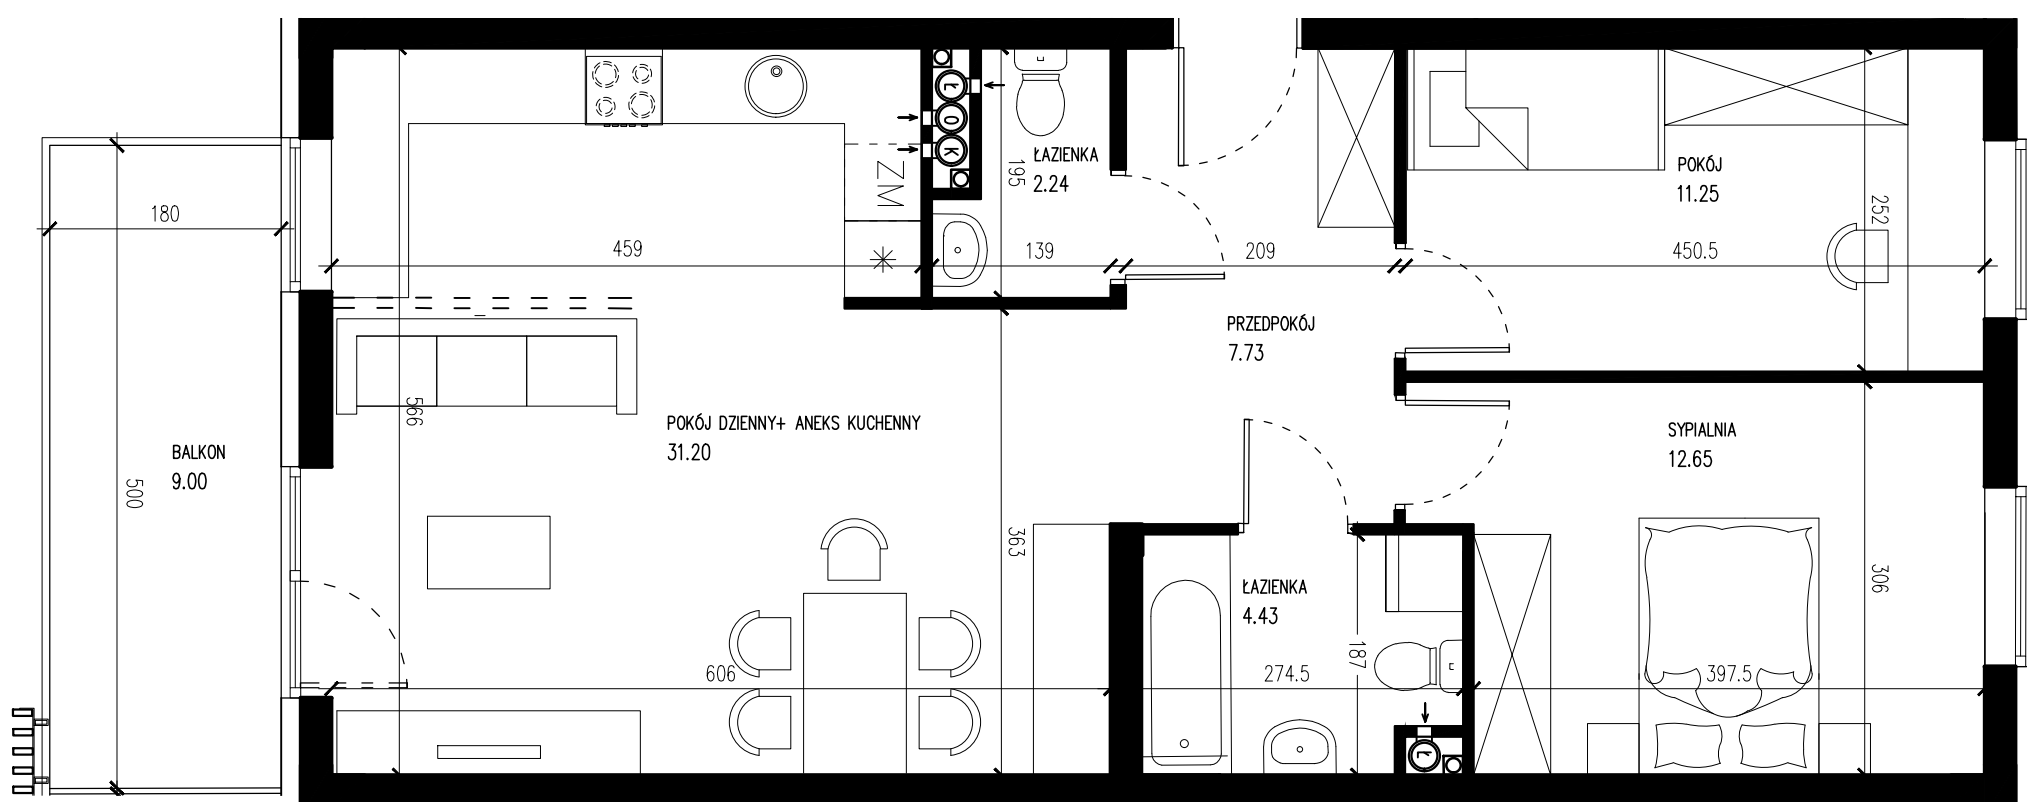 BALKON
9.00
180
500
459
566
606
363
POKÓJ DZIENNY+ ANEKS KUCHENNY
31.20
ZM
Ł
O
K
ŁAZIENKA
2.24
195
139
209
PRZEDPOKÓJ
7.73
POKÓJ
11.25
252
450.5
SYPIALNIA
12.65
306
397.5
ŁAZIENKA
4.43
187
274.5
Ł